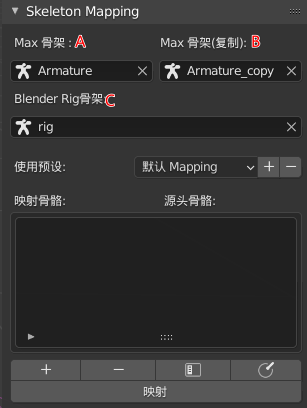 Skeleton Mapping
Max 骨架 : A Max 骨架(复制): B
Armature Armature_copy
Blender Rig骨架 C
rig
使用预设: 默认 Mapping
映射骨骼: 源头骨骼:
映射